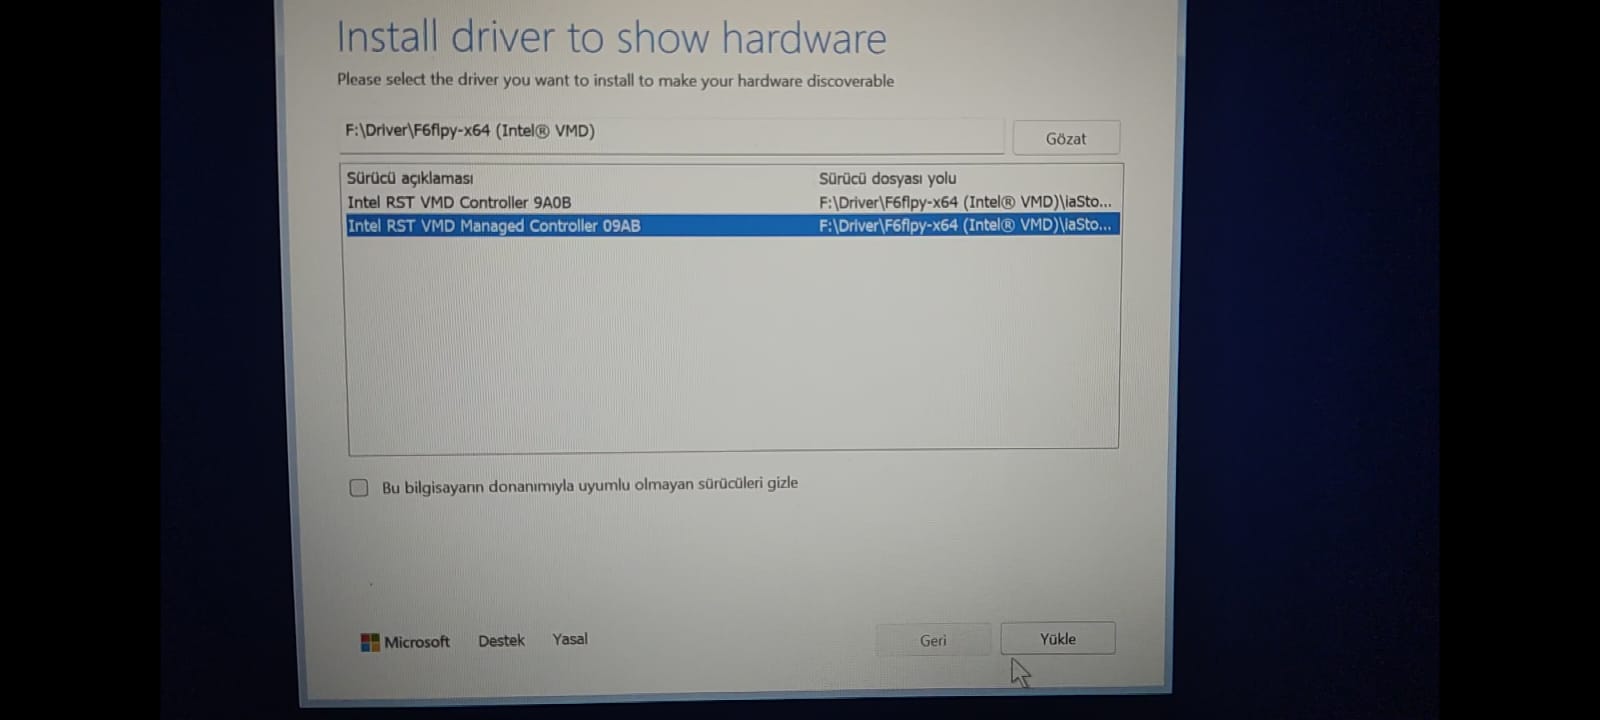 Install driver to show hardware
Please select the driver you want to install to make your hardware discoverable
F:\Driver\F6flpy-x64 (Intel® VMD)
Gözat
Sürücü açıklaması Sürücü dosyası yolu
Intel RST VMD Controller 9A0B F:\Driver\F6flpy-x64 (Intel® VMD)\iaSto...
Intel RST VMD Managed Controller 09AB F:\Driver\F6flpy-x64 (Intel® VMD)\iaSto...
Bu bilgisayarın donanımıyla uyumlu olmayan sürücüleri gizle
Microsoft Destek Yasal Geri Yükle